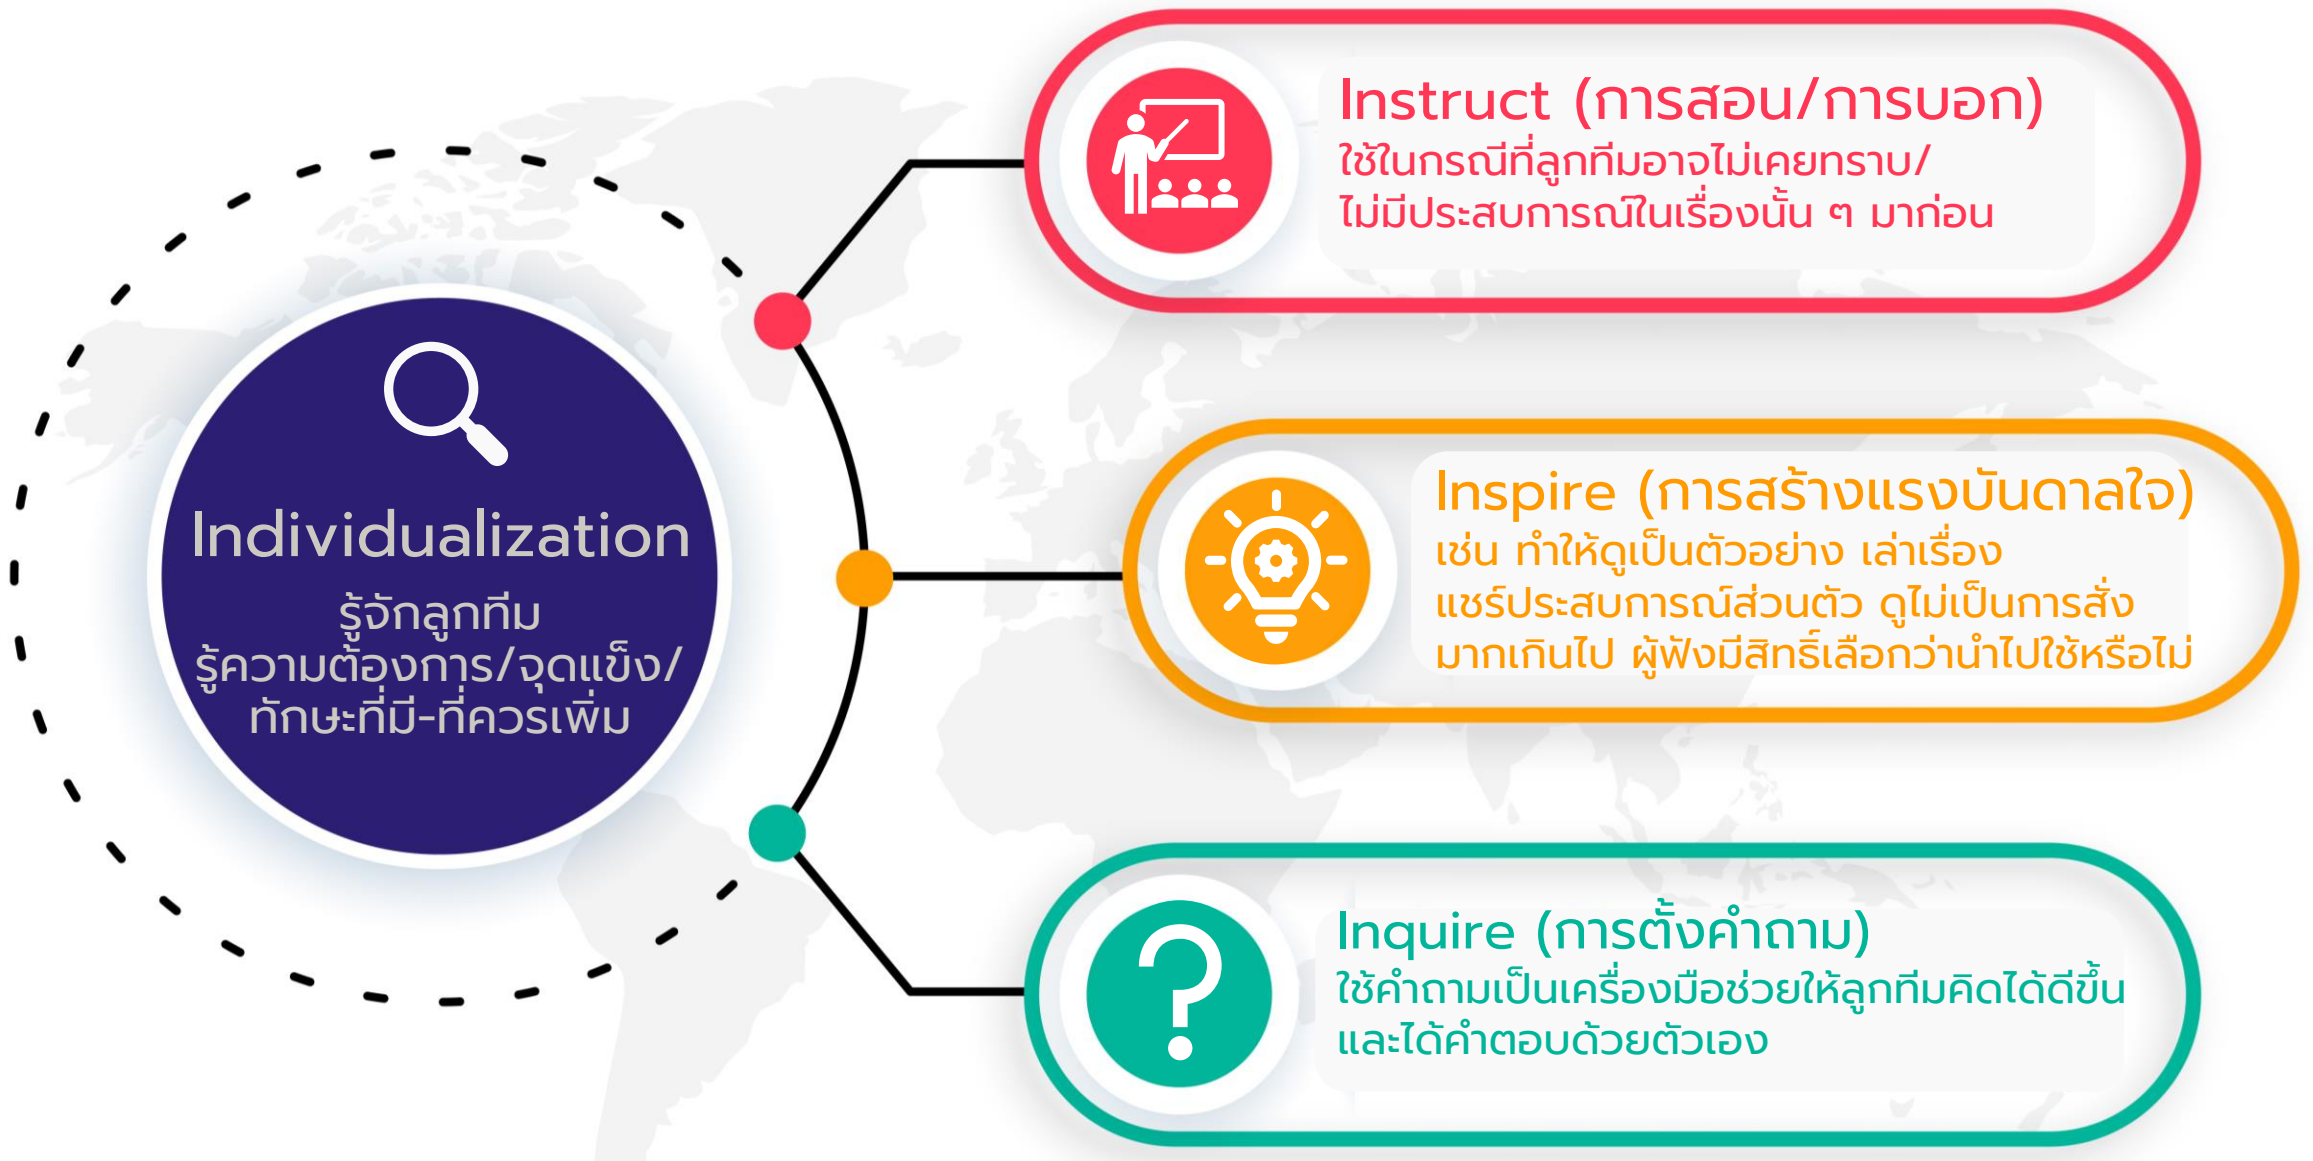 Individualization
รู้จักลูกทีม
รู้ความต้องการ/จุดแข็ง/
ทักษะที่มี-ที่ควรเพิ่ม
Instruct (การสอน/การบอก)
ใช้ในกรณีที่ลูกทีมอาจไม่เคยทราบ/
ไม่มีประสบการณ์ในเรื่องนั้น ๆ มาก่อน
Inspire (การสร้างแรงบันดาลใจ)
เช่น ทำให้ดูเป็นตัวอย่าง เล่าเรื่อง
แชร์ประสบการณ์ส่วนตัว ดูไม่เป็นการสั่ง
มากเกินไป ผู้ฟังมีสิทธิ์เลือกว่านำไปใช้หรือไม่
Inquire (การตั้งคำถาม)
ใช้คำถามเป็นเครื่องมือช่วยให้ลูกทีมคิดได้ดีขึ้น
และได้คำตอบด้วยตัวเอง